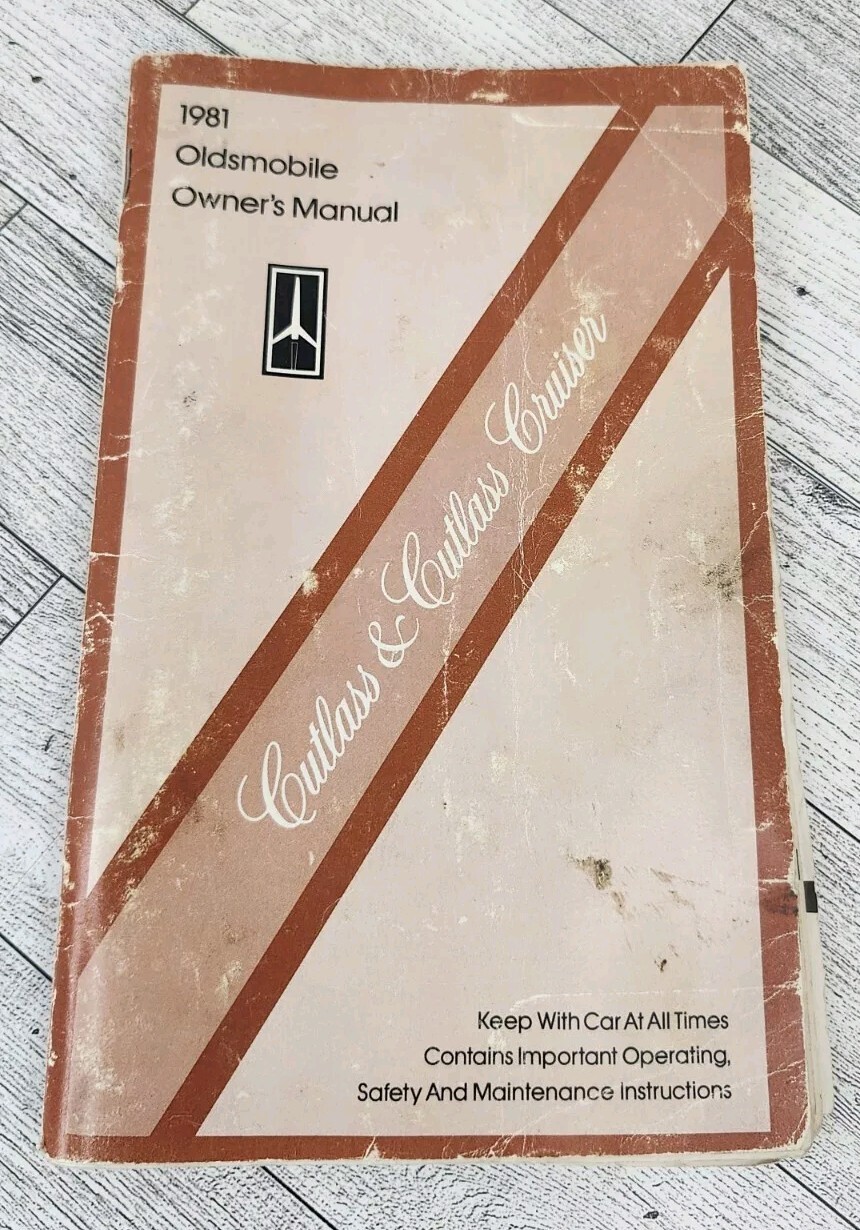 1981
Oldsmobile
Owner's Manual
Cutlass & Cutlass Cruiser
Keep With Car At All Times
Contains Important Operating,
Safety And Maintenance Instructions